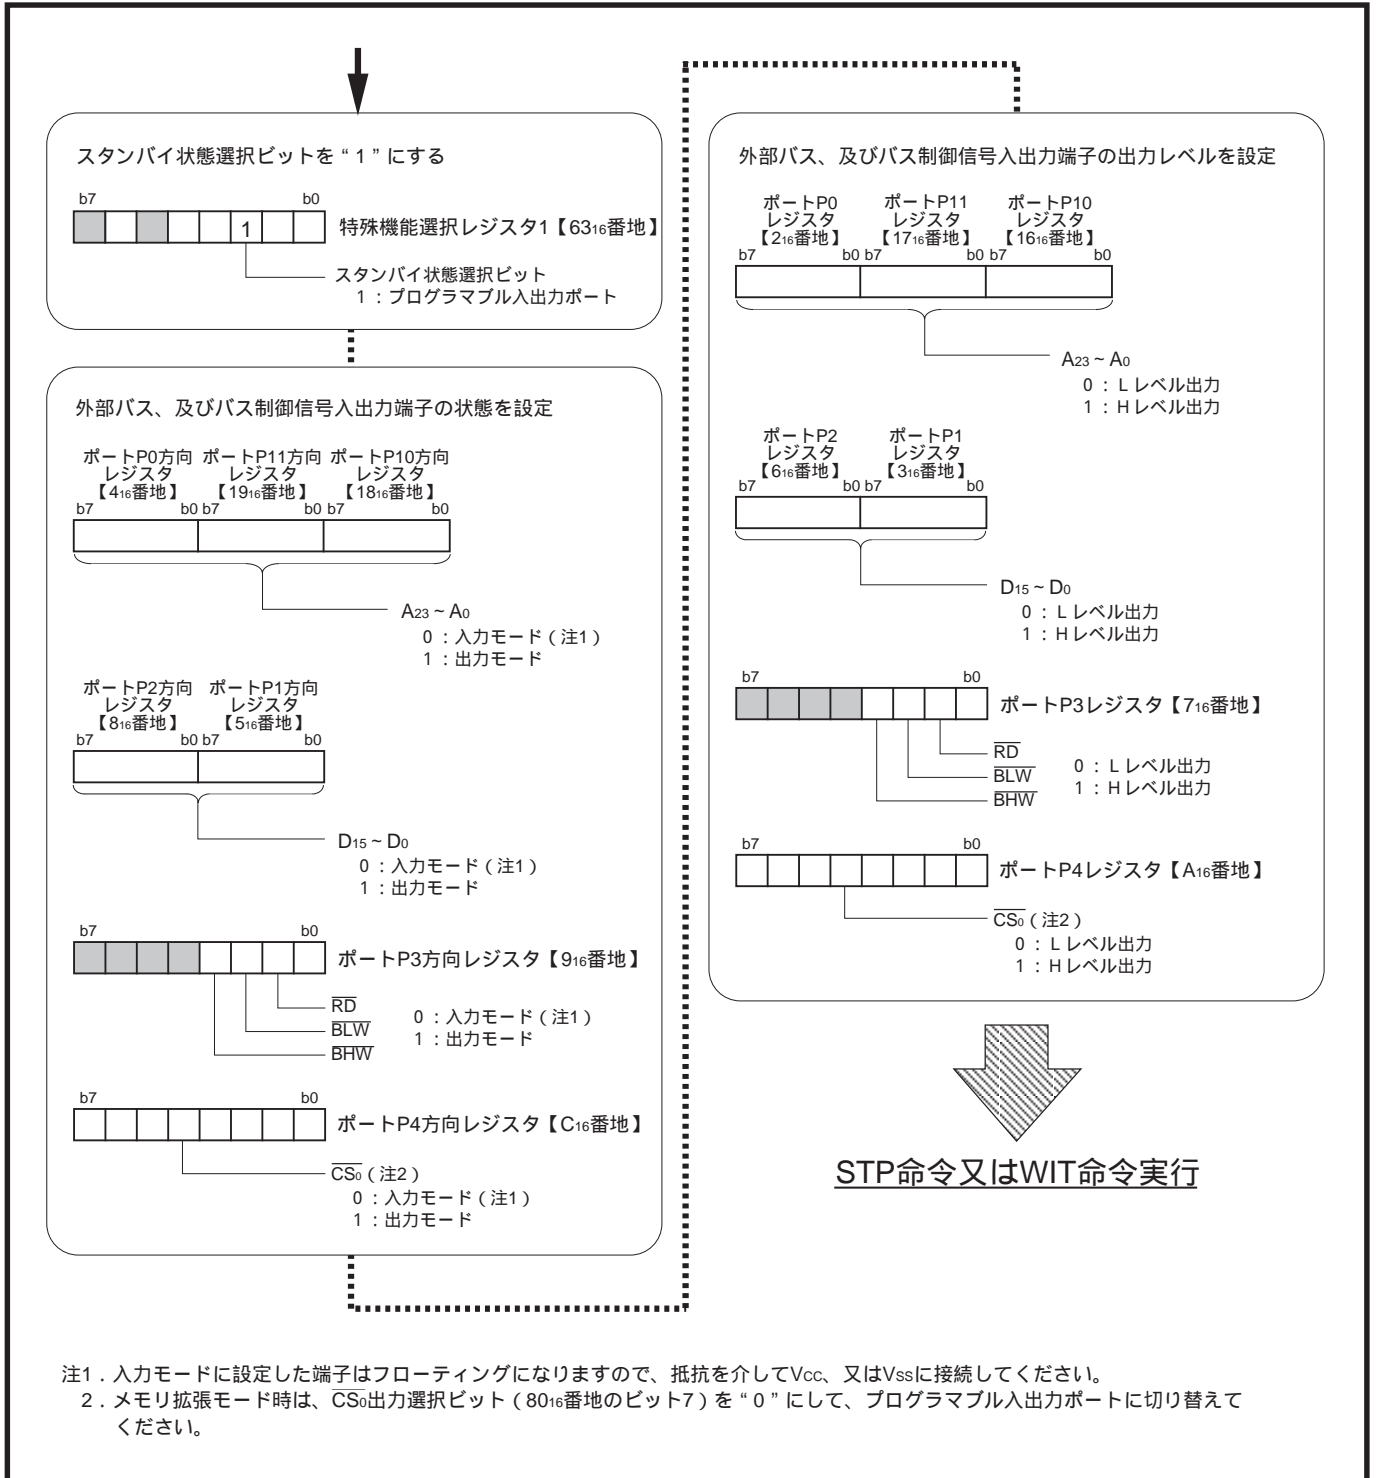 スタンバイ状態選択ビットを“1”にする
b7 b0
1
特殊機能選択レジスタ1【6316番地】
スタンバイ状態選択ビット
1：プログラマブル入出力ポート
外部バス、及びバス制御信号入出力端子の状態を設定
ポートP0方向 ポートP11方向 ポートP10方向
レジスタ レジスタ レジスタ
【416番地】 【1916番地】 【1816番地】
b7 b0 b7 b0 b7 b0
A23~A0
0：入力モード（注1）
1：出力モード
ポートP2方向 ポートP1方向
レジスタ レジスタ
【816番地】 【516番地】
b7 b0 b7 b0
D15~D0
0：入力モード（注1）
1：出力モード
b7 b0
ポートP3方向レジスタ【916番地】
RD
BLW
BHW
0：入力モード（注1）
1：出力モード
b7 b0
ポートP4方向レジスタ【C16番地】
CS0（注2）
0：入力モード（注1）
1：出力モード
外部バス、及びバス制御信号入出力端子の出力レベルを設定
ポートP0 ポートP11 ポートP10
レジスタ レジスタ レジスタ
【216番地】 【1716番地】 【1616番地】
b7 b0 b7 b0 b7 b0
A23~A0
0：Lレベル出力
1：Hレベル出力
ポートP2 ポートP1
レジスタ レジスタ
【616番地】 【316番地】
b7 b0 b7 b0
D15~D0
0：Lレベル出力
1：Hレベル出力
b7 b0
ポートP3レジスタ【716番地】
RD
BLW
BHW
0：Lレベル出力
1：Hレベル出力
b7 b0
ポートP4レジスタ【A16番地】
CS0（注2）
0：Lレベル出力
1：Hレベル出力
STP命令又はWIT命令実行
注1．入力モードに設定した端子はフローティングになりますので、抵抗を介してVCC、又はVSSに接続してください。
2．メモリ拡張モード時は、CS0出力選択ビット（8016番地のビット7）を“0”にして、プログラマブル入出力ポートに切り替えて
ください。